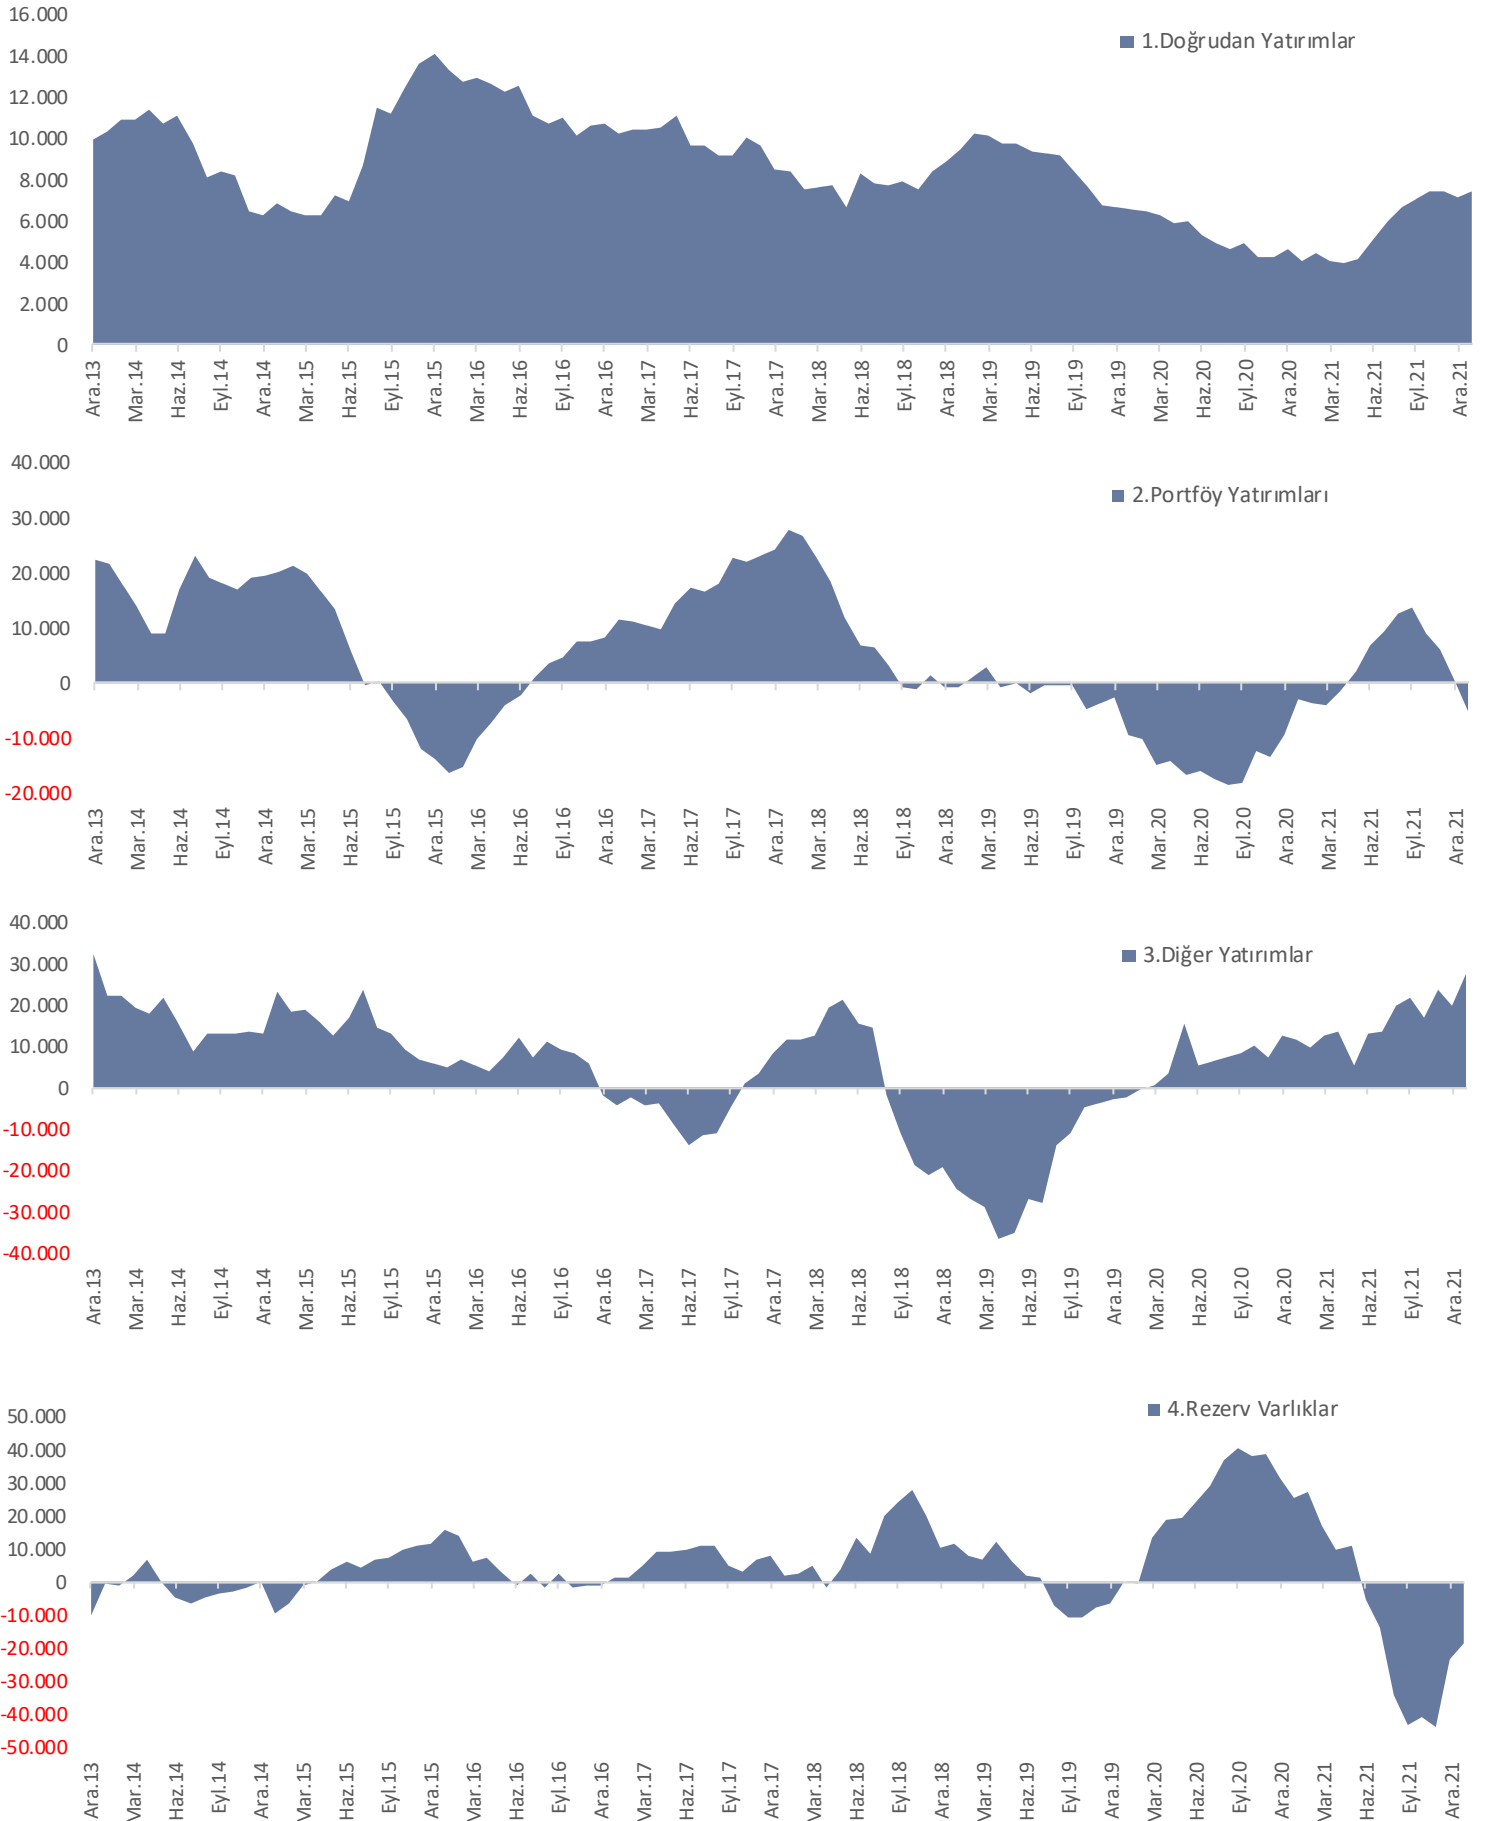 16.000
14.000
12.000
10.000
8.000
6.000
4.000
2.000
0
1.Doğrudan Yatırımlar
Ara.13
Mar.14
Haz.14
Eyl.14
Ara.14
Mar.15
Haz.15
Eyl.15
Ara.15
Mar.16
Haz.16
Eyl.16
Ara.16
Mar.17
Haz.17
Eyl.17
Ara.17
Mar.18
Haz.18
Eyl.18
Ara.18
Mar.19
Haz.19
Eyl.19
Ara.19
Mar.20
Haz.20
Eyl.20
Ara.20
Mar.21
Haz.21
Eyl.21
Ara.21
40.000
30.000
20.000
10.000
0
-10.000
-20.000
2.Portföy Yatırımları
Ara.13
Mar.14
Haz.14
Eyl.14
Ara.14
Mar.15
Haz.15
Eyl.15
Ara.15
Mar.16
Haz.16
Eyl.16
Ara.16
Mar.17
Haz.17
Eyl.17
Ara.17
Mar.18
Haz.18
Eyl.18
Ara.18
Mar.19
Haz.19
Eyl.19
Ara.19
Mar.20
Haz.20
Eyl.20
Ara.20
Mar.21
Haz.21
Eyl.21
Ara.21
40.000
30.000
20.000
10.000
0
-10.000
-20.000
-30.000
-40.000
3.Diğer Yatırımlar
Ara.13
Mar.14
Haz.14
Eyl.14
Ara.14
Mar.15
Haz.15
Eyl.15
Ara.15
Mar.16
Haz.16
Eyl.16
Ara.16
Mar.17
Haz.17
Eyl.17
Ara.17
Mar.18
Haz.18
Eyl.18
Ara.18
Mar.19
Haz.19
Eyl.19
Ara.19
Mar.20
Haz.20
Eyl.20
Ara.20
Mar.21
Haz.21
Eyl.21
Ara.21
50.000
40.000
30.000
20.000
10.000
0
-10.000
-20.000
-30.000
-40.000
-50.000
4.Rezerv Varlıklar
Ara.13
Mar.14
Haz.14
Eyl.14
Ara.14
Mar.15
Haz.15
Eyl.15
Ara.15
Mar.16
Haz.16
Eyl.16
Ara.16
Mar.17
Haz.17
Eyl.17
Ara.17
Mar.18
Haz.18
Eyl.18
Ara.18
Mar.19
Haz.19
Eyl.19
Ara.19
Mar.20
Haz.20
Eyl.20
Ara.20
Mar.21
Haz.21
Eyl.21
Ara.21